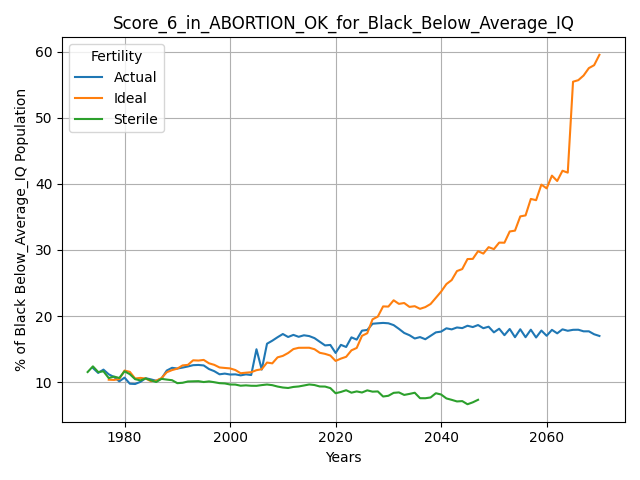 Score_6_in_ABORTION_OK_for_Black_Below_Average_IQ
% of Black Below_Average_IQ Population
60
50
40
30
20
10
Fertility
Actual
Ideal
Sterile
1980
2000
2020
2040
2060
Years